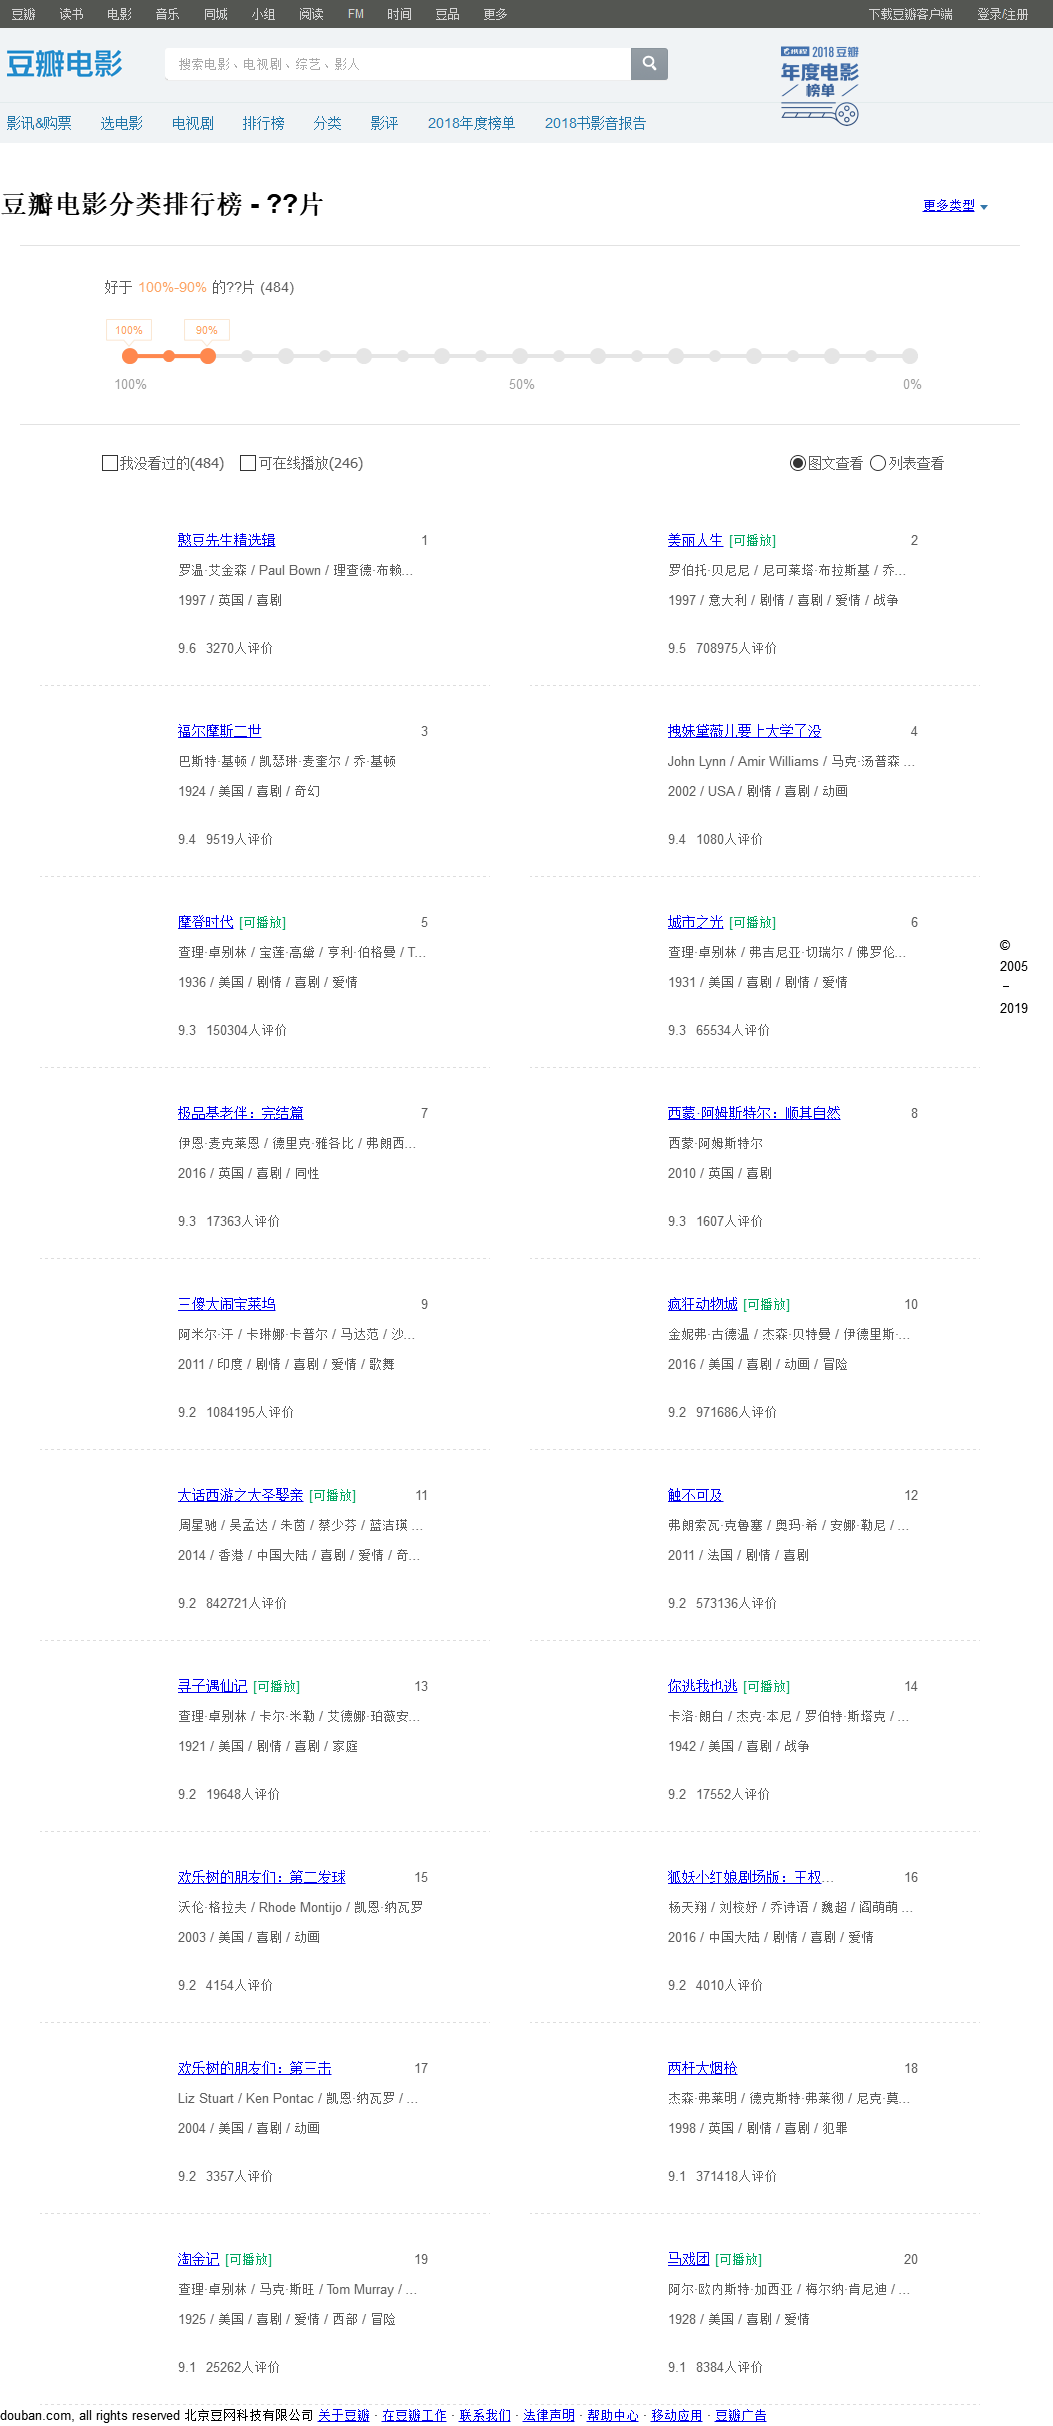 豆瓣 读书 电影 音乐 同城 小组 阅读 FM 时间 豆品 更多 下载豆瓣客户端 登录/注册
豆瓣电影
搜索电影、电视剧、综艺、影人
2018 豆瓣
年度电影
榜单
影讯&购票 选电影 电视剧 排行榜 分类 影评 2018年度榜单 2018书影音报告
豆瓣电影分类排行榜 - ??片
更多类型
好于 100%-90% 的??片 (484)
100% 90%
100% 50% 0%
我没看过的(484) 可在线播放(246) 图文查看 列表查看
憨豆先生精选辑 1
罗温·艾金森 / Paul Bown / 理查德·布赖...
1997 / 英国 / 喜剧
9.6 3270人评价
美丽人生 [可播放] 2
罗伯托·贝尼尼 / 尼可莱塔·布拉斯基 / 乔...
1997 / 意大利 / 剧情 / 喜剧 / 爱情 / 战争
9.5 708975人评价
福尔摩斯二世 3
巴斯特·基顿 / 凯瑟琳·麦奎尔 / 乔·基顿
1924 / 美国 / 喜剧 / 奇幻
9.4 9519人评价
拽妹黛薇儿要上大学了没 4
John Lynn / Amir Williams / 马克·汤普森 ...
2002 / USA / 剧情 / 喜剧 / 动画
9.4 1080人评价
摩登时代 [可播放] 5
查理·卓别林 / 宝莲·高黛 / 亨利·伯格曼 / T...
1936 / 美国 / 剧情 / 喜剧 / 爱情
9.3 150304人评价
城市之光 [可播放] 6
查理·卓别林 / 弗吉尼亚·切瑞尔 / 佛罗伦...
1931 / 美国 / 喜剧 / 剧情 / 爱情
9.3 65534人评价
©
2005
－
2019
极品基老伴：完结篇 7
伊恩·麦克莱恩 / 德里克·雅各比 / 弗朗西...
2016 / 英国 / 喜剧 / 同性
9.3 17363人评价
西蒙·阿姆斯特尔：顺其自然 8
西蒙·阿姆斯特尔
2010 / 英国 / 喜剧
9.3 1607人评价
三傻大闹宝莱坞 9
阿米尔·汗 / 卡琳娜·卡普尔 / 马达范 / 沙...
2011 / 印度 / 剧情 / 喜剧 / 爱情 / 歌舞
9.2 1084195人评价
疯狂动物城 [可播放] 10
金妮弗·古德温 / 杰森·贝特曼 / 伊德里斯·...
2016 / 美国 / 喜剧 / 动画 / 冒险
9.2 971686人评价
大话西游之大圣娶亲 [可播放] 11
周星驰 / 吴孟达 / 朱茵 / 蔡少芬 / 蓝洁瑛 ...
2014 / 香港 / 中国大陆 / 喜剧 / 爱情 / 奇...
9.2 842721人评价
触不可及 12
弗朗索瓦·克鲁塞 / 奥玛·希 / 安娜·勒尼 / ...
2011 / 法国 / 剧情 / 喜剧
9.2 573136人评价
寻子遇仙记 [可播放] 13
查理·卓别林 / 卡尔·米勒 / 艾德娜·珀薇安...
1921 / 美国 / 剧情 / 喜剧 / 家庭
9.2 19648人评价
你逃我也逃 [可播放] 14
卡洛·朗白 / 杰克·本尼 / 罗伯特·斯塔克 / ...
1942 / 美国 / 喜剧 / 战争
9.2 17552人评价
欢乐树的朋友们：第二发球 15
沃伦·格拉夫 / Rhode Montijo / 凯恩·纳瓦罗
2003 / 美国 / 喜剧 / 动画
9.2 4154人评价
狐妖小红娘剧场版：王权... 16
杨天翔 / 刘校妤 / 乔诗语 / 魏超 / 阎萌萌 ...
2016 / 中国大陆 / 剧情 / 喜剧 / 爱情
9.2 4010人评价
欢乐树的朋友们：第三击 17
Liz Stuart / Ken Pontac / 凯恩·纳瓦罗 / ...
2004 / 美国 / 喜剧 / 动画
9.2 3357人评价
两杆大烟枪 18
杰森·弗莱明 / 德克斯特·弗莱彻 / 尼克·莫...
1998 / 英国 / 剧情 / 喜剧 / 犯罪
9.1 371418人评价
淘金记 [可播放] 19
查理·卓别林 / 马克·斯旺 / Tom Murray / ...
1925 / 美国 / 喜剧 / 爱情 / 西部 / 冒险
9.1 25262人评价
马戏团 [可播放] 20
阿尔·欧内斯特·加西亚 / 梅尔纳·肯尼迪 / ...
1928 / 美国 / 喜剧 / 爱情
9.1 8384人评价
douban.com, all rights reserved 北京豆网科技有限公司 关于豆瓣 · 在豆瓣工作 · 联系我们 · 法律声明 · 帮助中心 · 移动应用 · 豆瓣广告